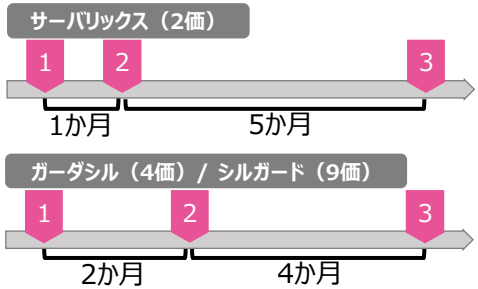 サーバリックス（2価）
1 2 3
1か月 5か月
ガーダシル（4価）/ シルガード（9価）
1 2 3
2か月 4か月